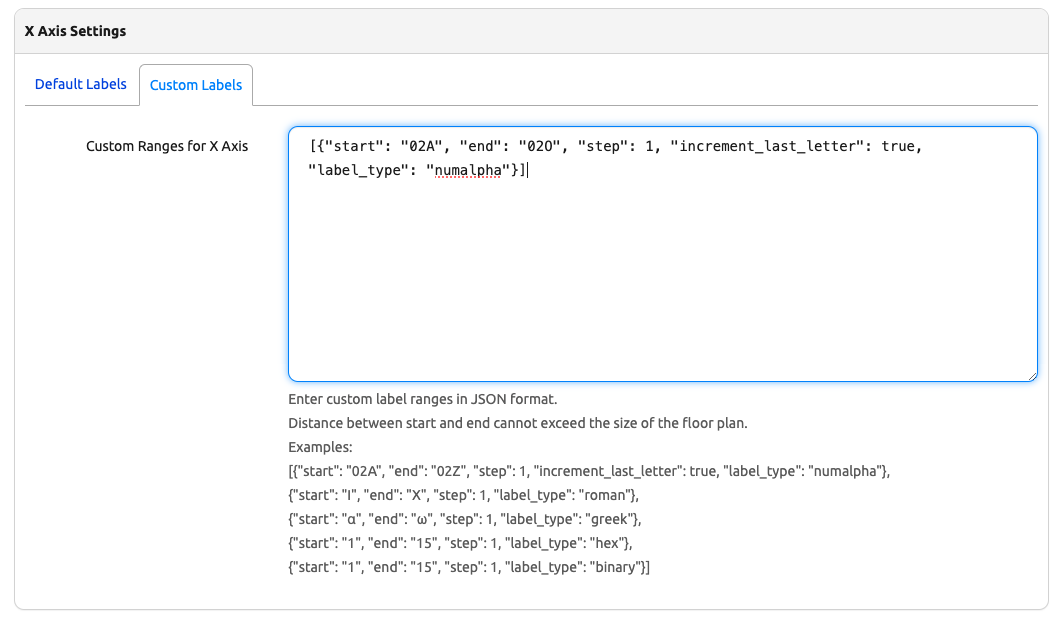 X Axis Settings
Default Labels
Custom Labels
Custom Ranges for X Axis
[{"start": "02A", "end": "02O", "step": 1, "increment_last_letter": true,
"label_type": "numalpha"}]
Enter custom label ranges in JSON format.
Distance between start and end cannot exceed the size of the floor plan.
Examples:
[{"start": "02A", "end": "02Z", "step": 1, "increment_last_letter": true, "label_type": "numalpha"},
{"start": "I", "end": "X", "step": 1, "label_type": "roman"},
{"start": "α", "end": "ω", "step": 1, "label_type": "greek"},
{"start": "1", "end": "15", "step": 1, "label_type": "hex"},
{"start": "1", "end": "15", "step": 1, "label_type": "binary"}]